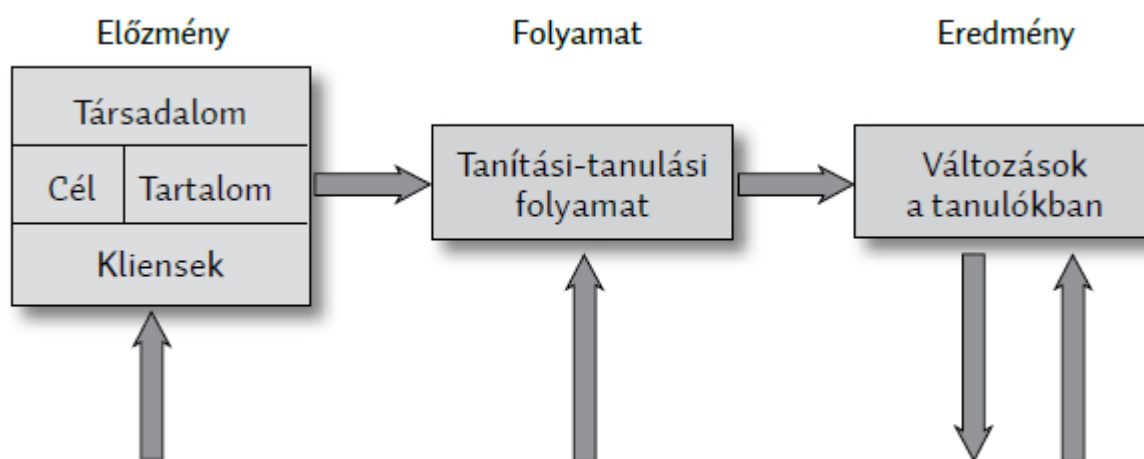 Előzmény
Folyamat
Eredmény
Társadalom
Cél
Tartalom
Kliensek
Tanítási-tanulási
folyamat
Változások
a tanulókban